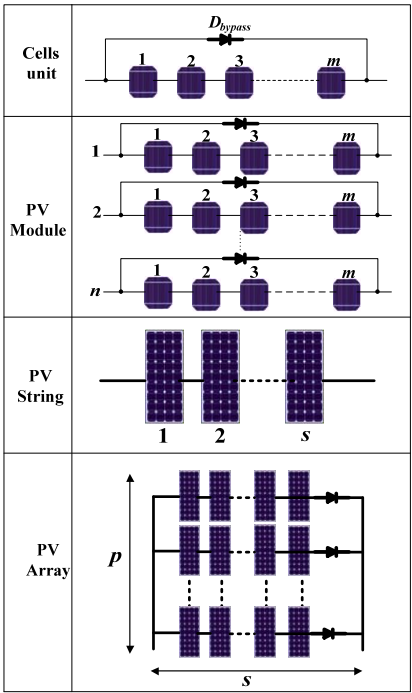 Cells
unit
D_bypass
1 2 3 m
PV
Module
1 2 3 m
1
1 2 3 m
2
1 2 3 m
n
PV
String
1 2 s
PV
Array
p
s